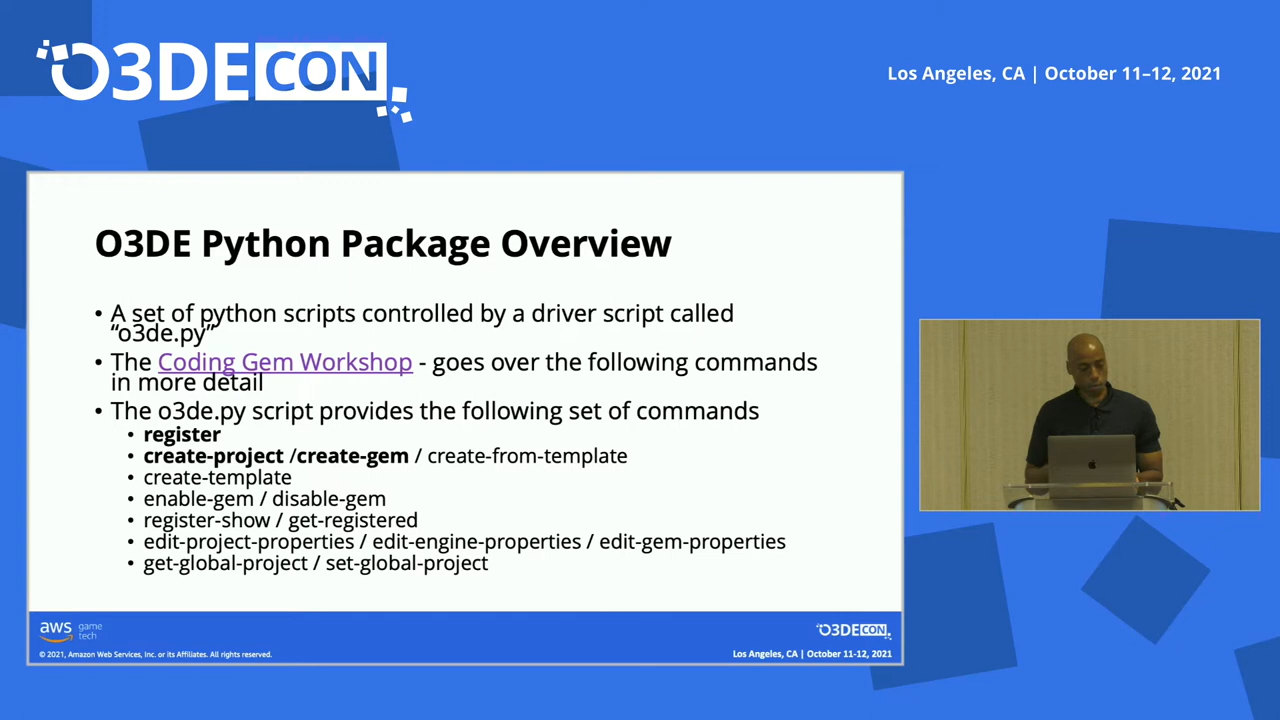 O3DECON
Los Angeles, CA | October 11–12, 2021
O3DE Python Package Overview
• A set of python scripts controlled by a driver script called
“o3de.py”
• The Coding Gem Workshop - goes over the following commands
in more detail
• The o3de.py script provides the following set of commands
• register
• create-project /create-gem / create-from-template
• create-template
• enable-gem / disable-gem
• register-show / get-registered
• edit-project-properties / edit-engine-properties / edit-gem-properties
• get-global-project / set-global-project
aws game
tech
O3DECON
© 2021, Amazon Web Services, Inc. or its Affiliates. All rights reserved.
Los Angeles, CA | October 11-12, 2021